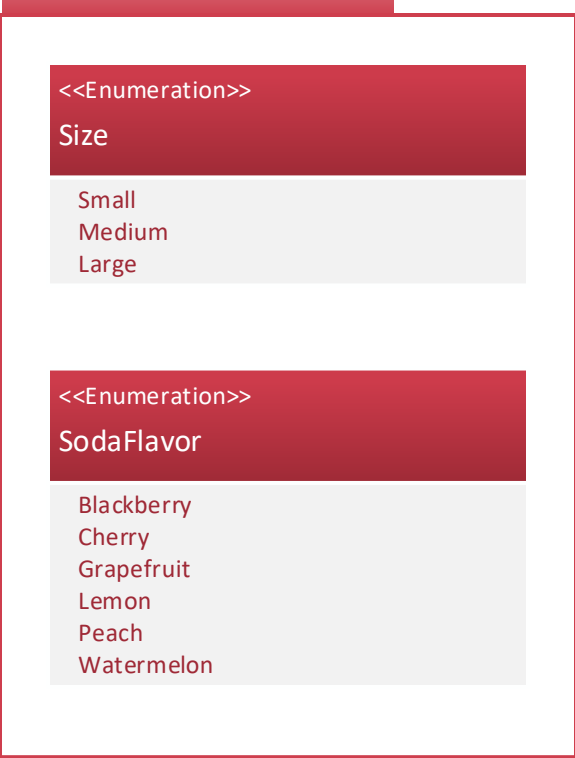 <<Enumeration>>
Size
Small
Medium
Large
<<Enumeration>>
SodaFlavor
Blackberry
Cherry
Grapefruit
Lemon
Peach
Watermelon